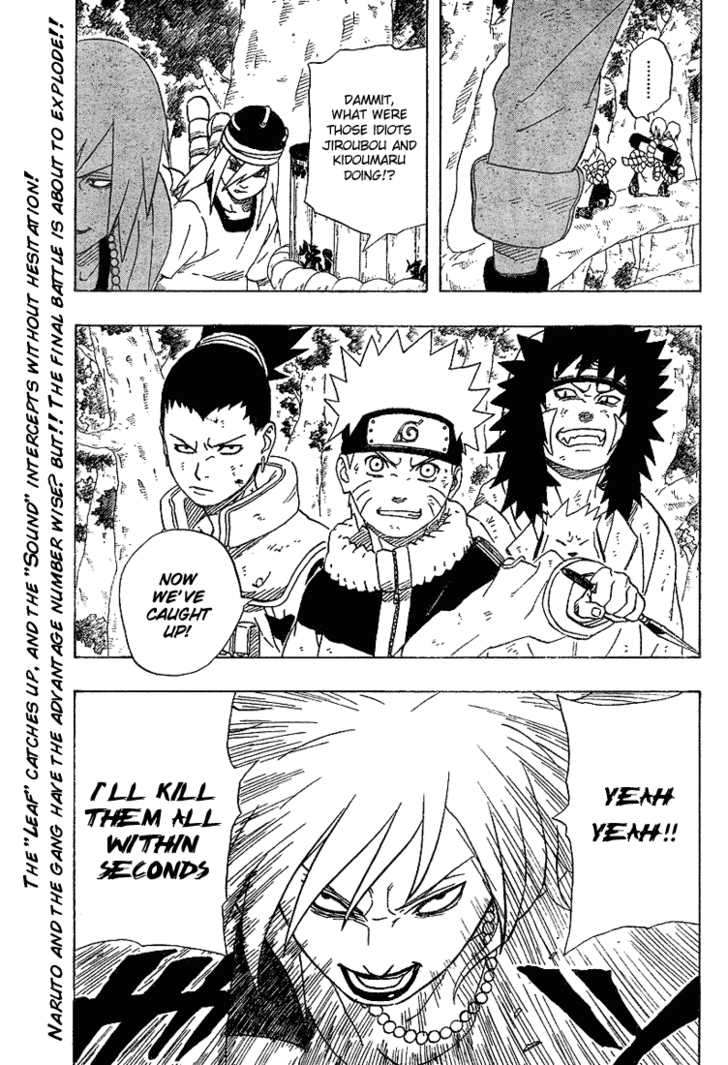 .........
DAMMIT,
WHAT WERE
THOSE IDIOTS
JIROUBOU AND
KIDOUMARU
DOING!?
NOW
WE'VE
CAUGHT
UP!
YEAH
YEAH!!
I'LL KILL
THEM ALL
WITHIN
SECONDS
THE "LEAF" CATCHES UP, AND THE "SOUND" INTERCEPTS WITHOUT HESITATION!
NARUTO AND THE GANG HAVE THE ADVANTAGE NUMBER WISE? BUT!! THE FINAL BATTLE IS ABOUT TO EXPLODE!!